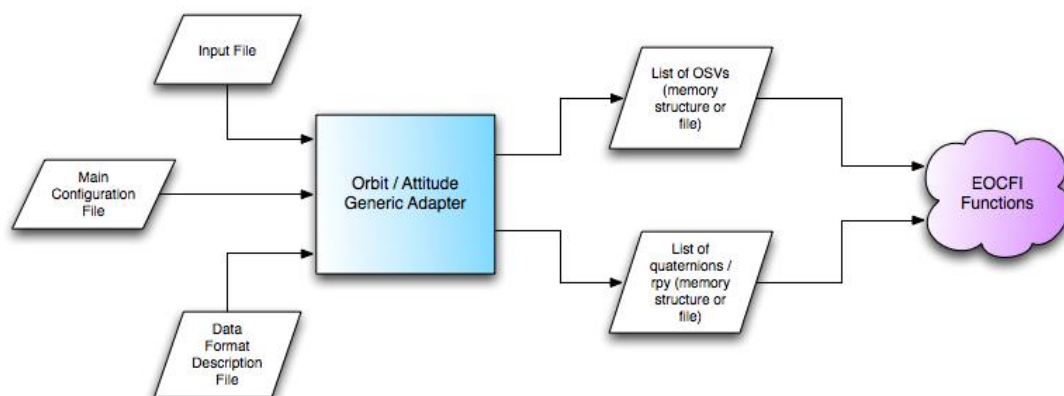 Input File
Main
Configuration
File
Data
Format
Description
File
Orbit / Attitude
Generic Adapter
List of OSVs
(memory
structure or
file)
List of
quaternions /
rpy (memory
structure or
file)
EOCFI
Functions